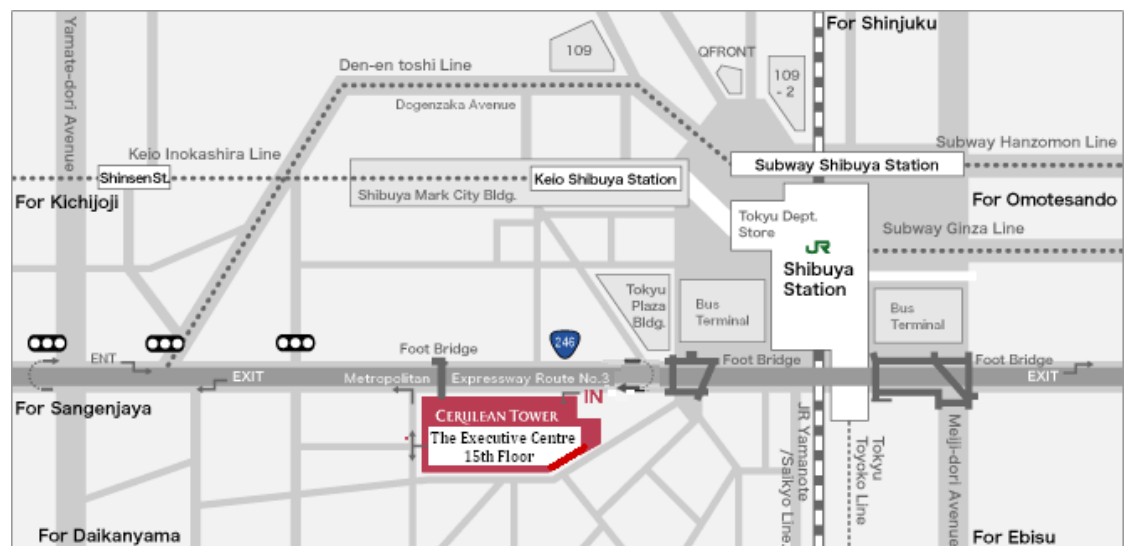 For Shinjuku
Yamate-dori Avenue
109
QFRONT
109
- 2
Den-en toshi Line
Dogenzaka Avenue
Subway Hanzomon Line
Keio Inokashira Line
Subway Shibuya Station
Shinsen St.
Keio Shibuya Station
Shibuya Mark City Bldg.
For Kichijoji
For Omotesando
Tokyu Dept.
Store
Subway Ginza Line
JR
Shibuya
Station
Tokyu
Plaza
Bldg.
Bus
Terminal
Bus
Terminal
246
ENT
Foot Bridge
Foot Bridge
Foot Bridge
EXIT
Metropolitan
Expressway Route No.3
EXIT
IN
For Sangenjaya
CERULEAN TOWER
The Executive Centre
15th Floor
JR Yamanote
/Saikyo Line.
Tokyu
Toyoko Line
Meiji-dori Avenue
For Daikanyama
For Ebisu